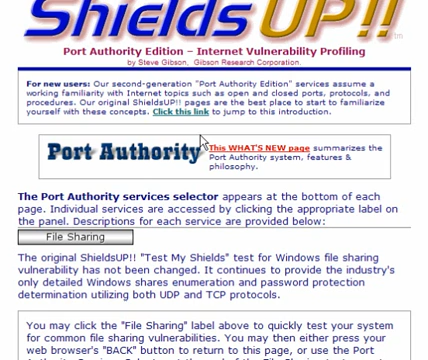 ShieldsUP!!
tm
Port Authority Edition – Internet Vulnerability Profiling
by Steve Gibson, Gibson Research Corporation.
For new users: Our second-generation "Port Authority Edition" services assume a
working familiarity with Internet topics such as open and closed ports, protocols, and
procedures. Our original ShieldsUP!! pages are the best place to start to familiarize
yourself with these concepts. Click this link to jump to this introduction.
Port Authority
This WHAT'S NEW page summarizes the
Port Authority system, features &
philosophy.
The Port Authority services selector appears at the bottom of each
page. Individual services are accessed by clicking the appropriate label on
the panel. Descriptions for each service are provided below:
File Sharing
The original ShieldsUP!! "Test My Shields" test for Windows file sharing
vulnerability has not been changed. It continues to provide the industry's
only detailed Windows shares enumeration and password protection
determination utilizing both UDP and TCP protocols.
You may click the "File Sharing" label above to quickly test your system
for common file sharing vulnerabilities. You may then either press your
web browser's "BACK" button to return to this page, or use the Port